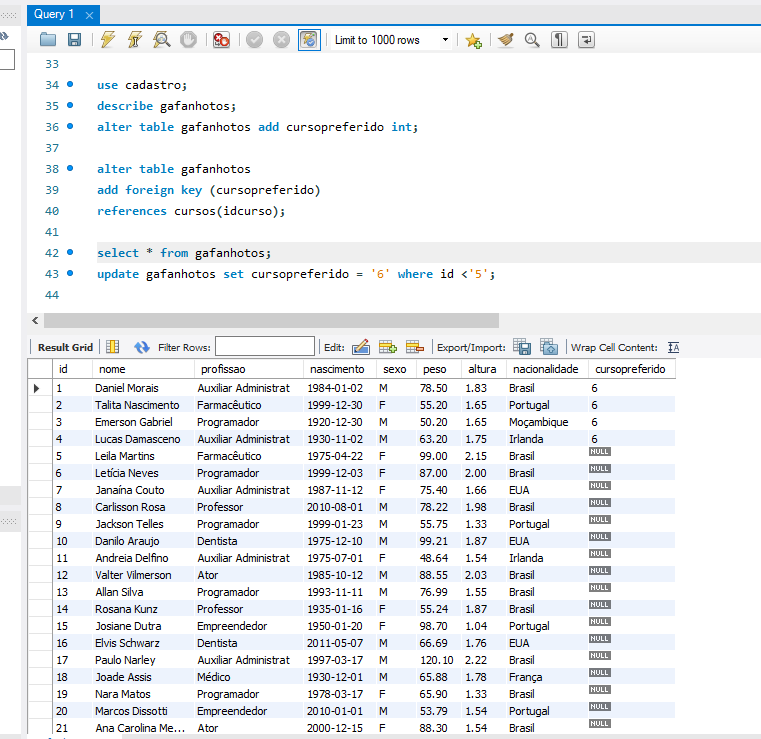 Query 1
Limit to 1000 rows
33
34 use cadastro;
35 describe gafanhotos;
36 alter table gafanhotos add cursopreferido int;
37
38 alter table gafanhotos
39 add foreign key (cursopreferido)
40 references cursos(idcurso);
41
42 select * from gafanhotos;
43 update gafanhotos set cursopreferido = '6' where id <'5';
44
Result Grid Filter Rows: Edit: Export/Import: Wrap Cell Content:
id nome profissao nascimento sexo peso altura nacionalidade cursopreferido
1 Daniel Morais Auxiliar Administrat 1984-01-02 M 78.50 1.83 Brasil 6
2 Talita Nascimento Farmacêutico 1999-12-30 F 55.20 1.65 Portugal 6
3 Emerson Gabriel Programador 1920-12-30 M 50.20 1.65 Moçambique 6
4 Lucas Damasceno Auxiliar Administrat 1930-11-02 M 63.20 1.75 Irlanda 6
5 Leila Martins Farmacêutico 1975-04-22 F 99.00 2.15 Brasil NULL
6 Letícia Neves Programador 1999-12-03 F 87.00 2.00 Brasil NULL
7 Janaína Couto Auxiliar Administrat 1987-11-12 F 75.40 1.66 EUA NULL
8 Carlisson Rosa Professor 2010-08-01 M 78.22 1.98 Brasil NULL
9 Jackson Telles Programador 1999-01-23 M 55.75 1.33 Portugal NULL
10 Danilo Araujo Dentista 1975-12-10 M 99.21 1.87 EUA NULL
11 Andreia Delfino Auxiliar Administrat 1975-07-01 F 48.64 1.54 Irlanda NULL
12 Valter Vilmerson Ator 1985-10-12 M 88.55 2.03 Brasil NULL
13 Allan Silva Programador 1993-11-11 M 76.99 1.55 Brasil NULL
14 Rosana Kunz Professor 1935-01-16 F 55.24 1.87 Brasil NULL
15 Josiane Dutra Empreendedor 1950-01-20 F 98.70 1.04 Portugal NULL
16 Elvis Schwarz Dentista 2011-05-07 M 66.69 1.76 EUA NULL
17 Paulo Narley Auxiliar Administrat 1997-03-17 M 120.10 2.22 Brasil NULL
18 Joade Assis Médico 1930-12-01 M 65.88 1.78 França NULL
19 Nara Matos Programador 1978-03-17 F 65.90 1.33 Brasil NULL
20 Marcos Dissotti Empreendedor 2010-01-01 M 53.79 1.54 Portugal NULL
21 Ana Carolina Me... Ator 2000-12-15 F 88.30 1.54 Brasil NULL